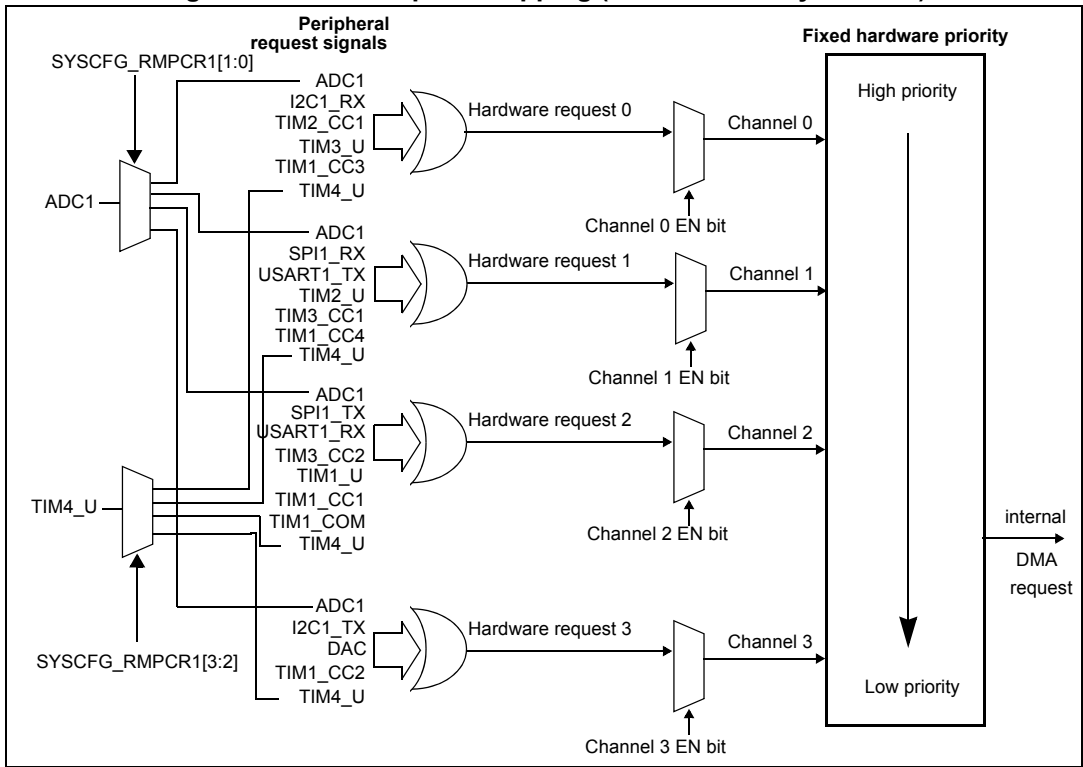 Peripheral
request signals
Fixed hardware priority
SYSCFG_RMPCR1[1:0]
ADC1
ADC1
I2C1_RX
TIM2_CC1
TIM3_U
TIM1_CC3
TIM4_U
Hardware request 0
Channel 0
Channel 0 EN bit
High priority
ADC1
SPI1_RX
USART1_TX
TIM2_U
TIM3_CC1
TIM1_CC4
TIM4_U
Hardware request 1
Channel 1
Channel 1 EN bit
ADC1
SPI1_TX
USART1_RX
TIM3_CC2
TIM1_U
TIM1_CC1
TIM1_COM
TIM4_U
Hardware request 2
Channel 2
Channel 2 EN bit
TIM4_U
SYSCFG_RMPCR1[3:2]
internal
DMA
request
ADC1
I2C1_TX
DAC
TIM1_CC2
TIM4_U
Hardware request 3
Channel 3
Channel 3 EN bit
Low priority